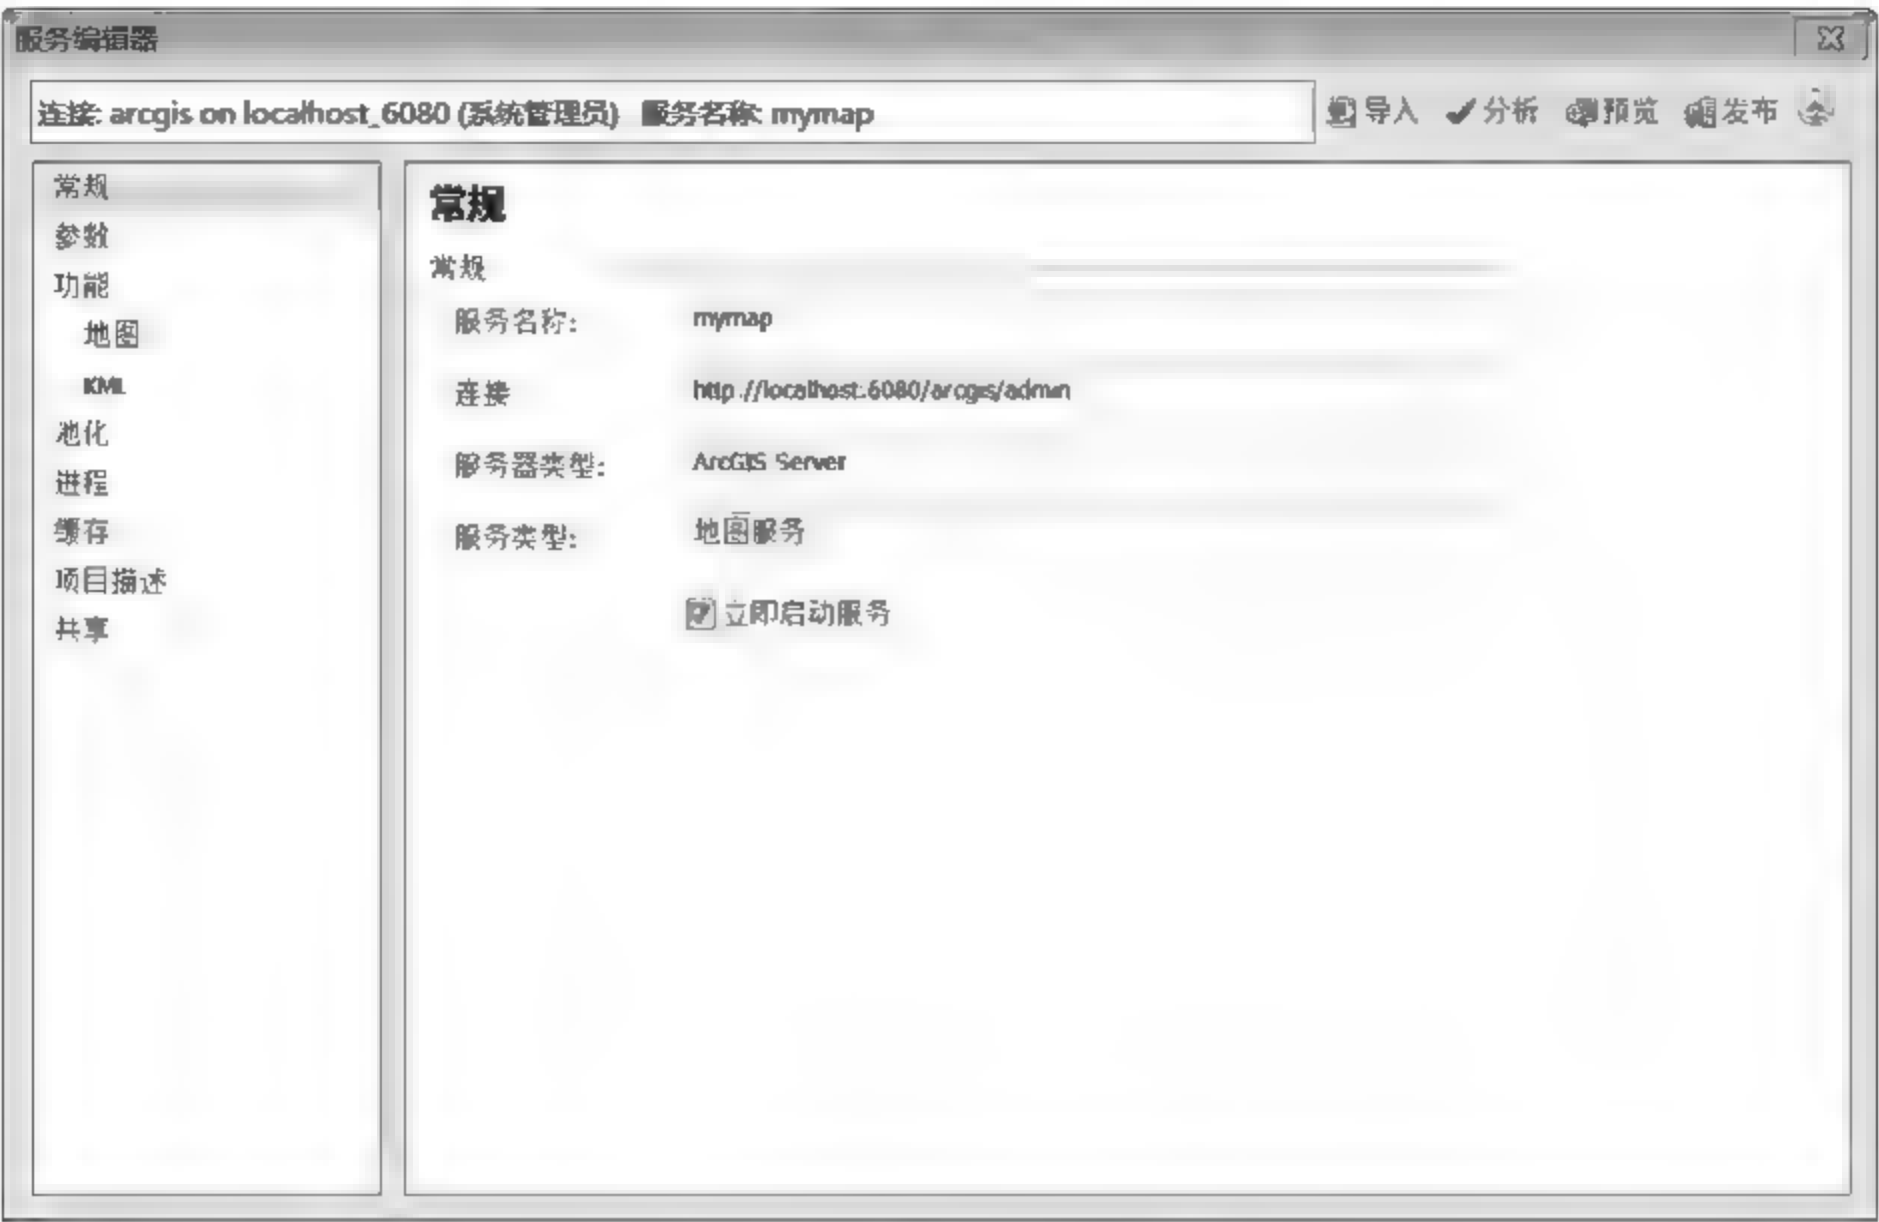 服务编辑器
连接: arcgis on localhost_6080 (系统管理员) 服务名称: mymap 导入 分析 预览 发布
常规
参数
功能
地图
KML
池化
进程
缓存
项目描述
共享
常规
常规
服务名称: mymap
连接 http://localhost:6080/arcgis/admin
服务器类型: ArcGIS Server
服务类型: 地图服务
立即启动服务